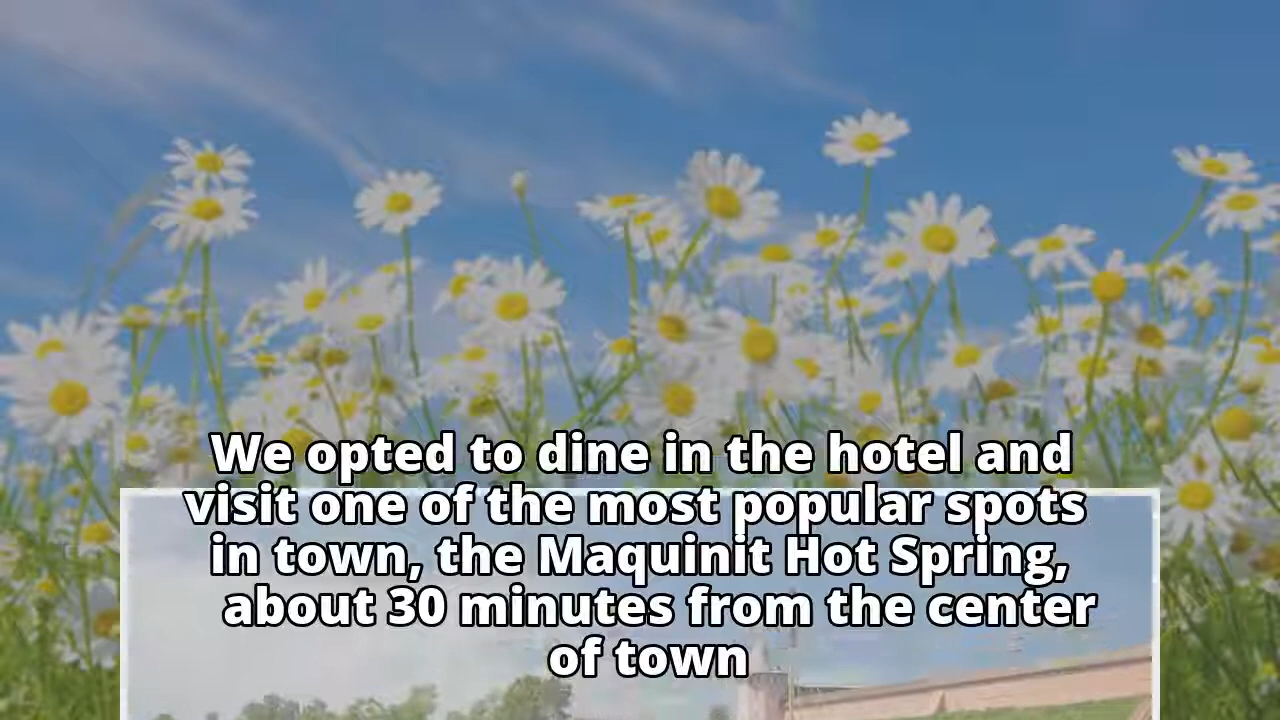 We opted to dine in the hotel and
visit one of the most popular spots
in town, the Maquinit Hot Spring,
about 30 minutes from the center
of town